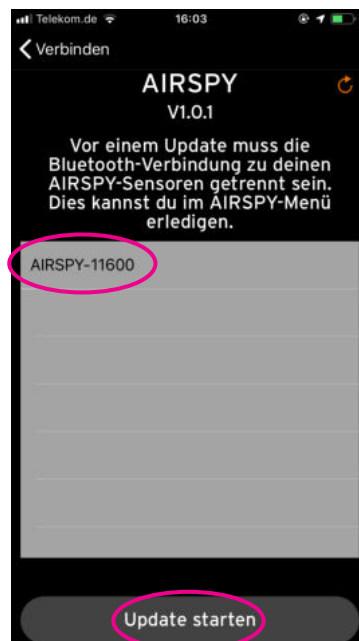 Telekom.de 16:03
Verbinden
AIRSPY
V1.0.1
Vor einem Update muss die
Bluetooth-Verbindung zu deinen
AIRSPY-Sensoren getrennt sein.
Dies kannst du im AIRSPY-Menü
erledigen.
AIRSPY-11600
Update starten